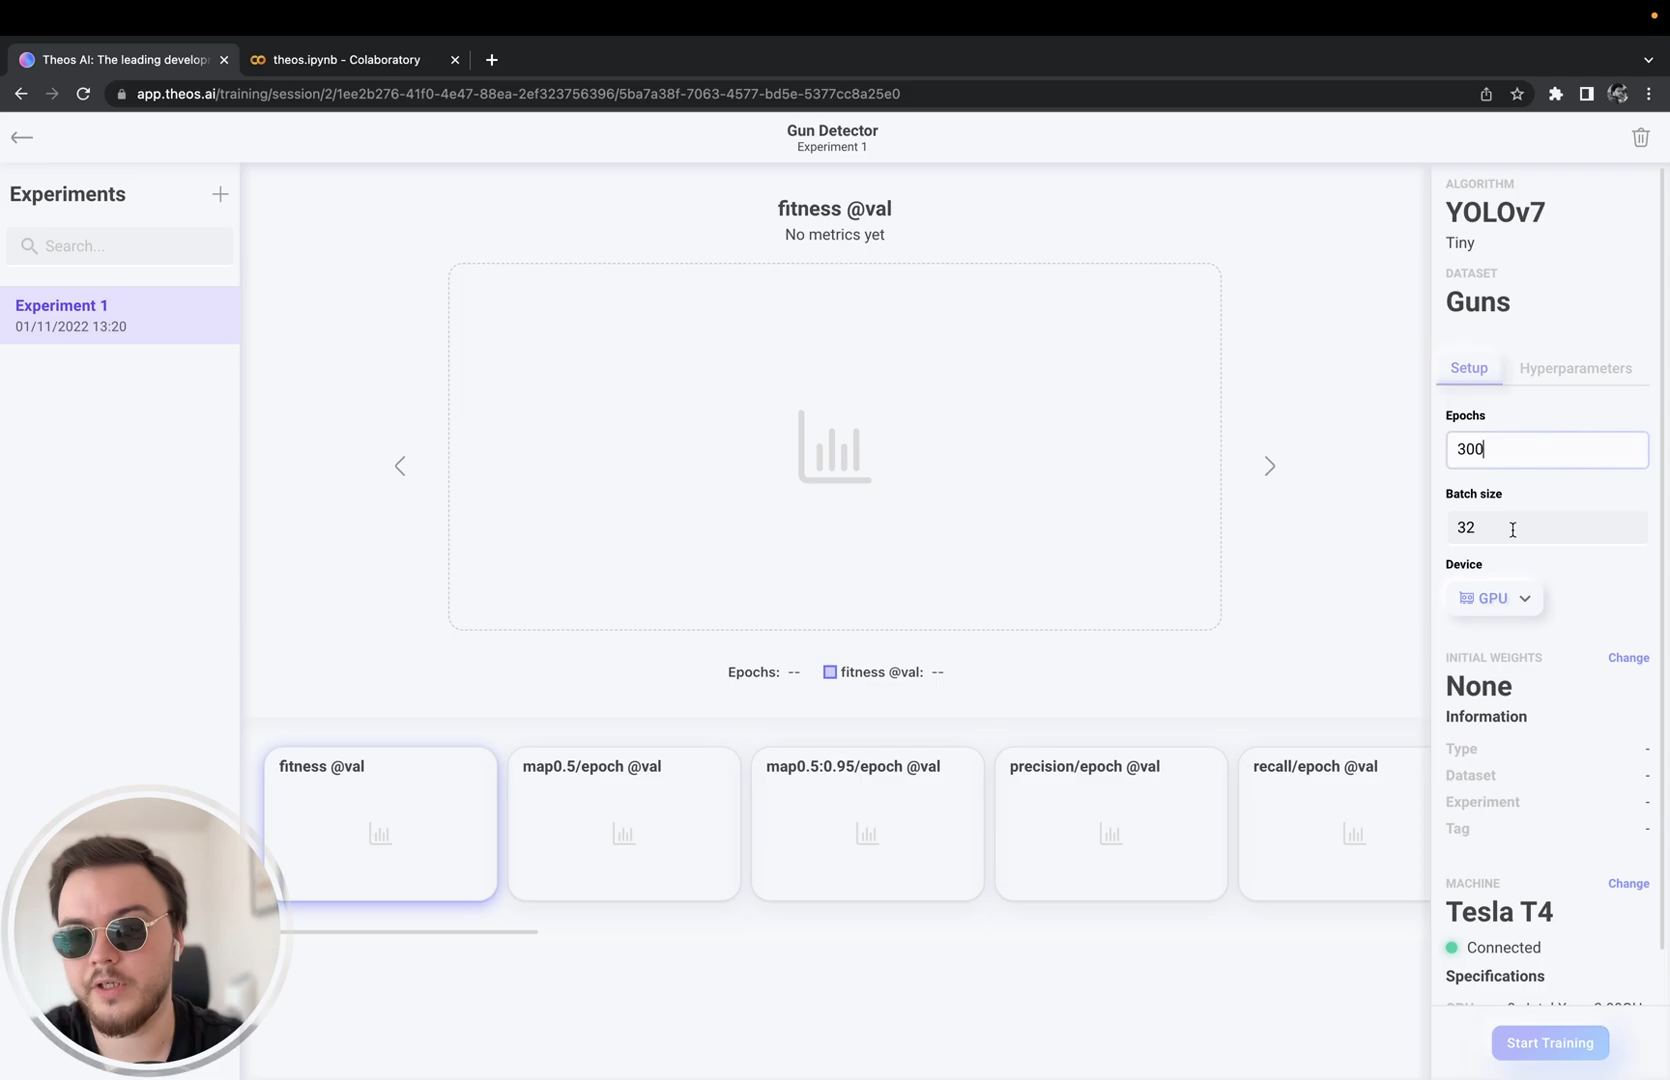 Theos AI: The leading develop
theos.ipynb - Colaboratory
app.theos.ai/training/session/2/1ee2b276-41f0-4e47-88ea-2ef323756396/5ba7a38f-7063-4577-bd5e-5377cc8a25e0
Gun Detector
Experiment 1
Experiments
Search...
Experiment 1
01/11/2022 13:20
fitness @val
No metrics yet
Epochs: -- fitness @val: --
fitness @val
map0.5/epoch @val
map0.5:0.95/epoch @val
precision/epoch @val
recall/epoch @val
ALGORITHM
YOLOv7
Tiny
DATASET
Guns
Setup Hyperparameters
Epochs
300
Batch size
32
Device
GPU
INITIAL WEIGHTS Change
None
Information
Type -
Dataset -
Experiment -
Tag -
MACHINE Change
Tesla T4
Connected
Specifications
Start Training